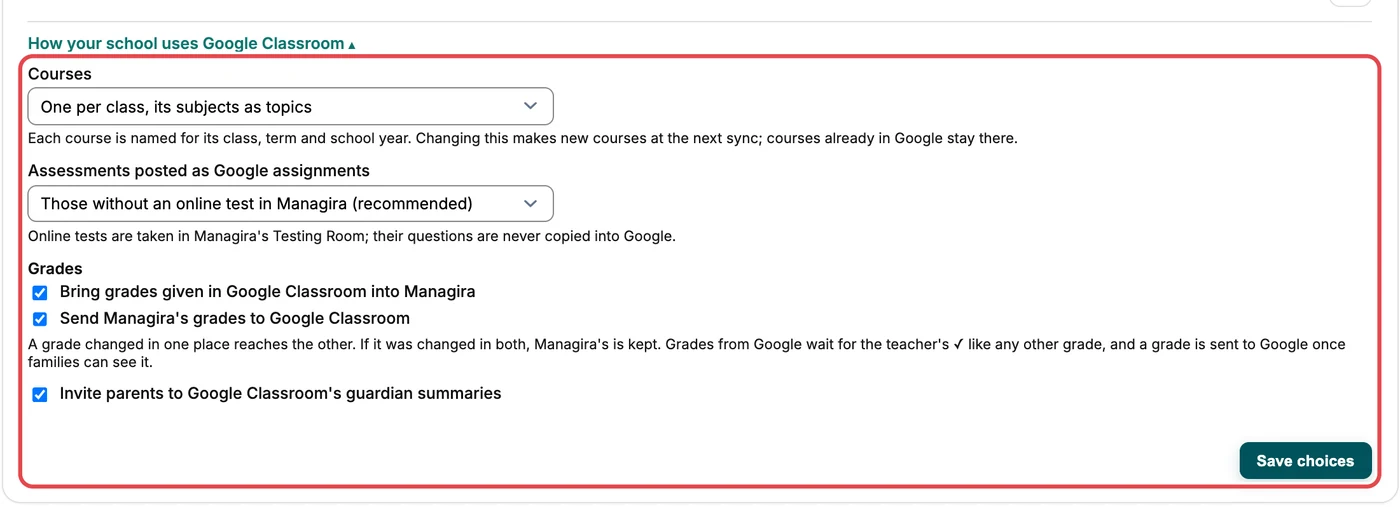 How your school uses Google Classroom ▴
Courses
One per class, its subjects as topics
Each course is named for its class, term and school year. Changing this makes new courses at the next sync; courses already in Google stay there.
Assessments posted as Google assignments
Those without an online test in Managira (recommended)
Online tests are taken in Managira's Testing Room; their questions are never copied into Google.
Grades
Bring grades given in Google Classroom into Managira
Send Managira's grades to Google Classroom
A grade changed in one place reaches the other. If it was changed in both, Managira's is kept. Grades from Google wait for the teacher's ✓ like any other grade, and a grade is sent to Google once
families can see it.
Invite parents to Google Classroom's guardian summaries
Save choices